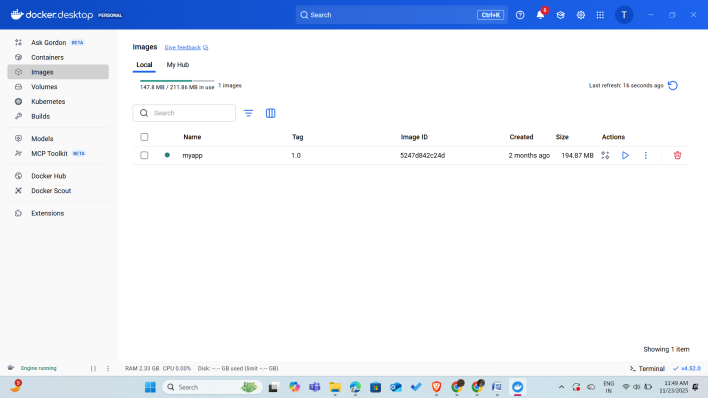 docker.desktop PERSONAL Search Ctrl+K 6 T
Ask Gordon BETA
Containers
Images
Volumes
Kubernetes
Builds
Models
MCP Toolkit BETA
Docker Hub
Docker Scout
Extensions
Images Give feedback
Local My Hub
147.8 MB / 211.86 MB in use 1 images Last refresh: 16 seconds ago
Search
Name Tag Image ID Created Size Actions
myapp 1.0 5247d842c24d 2 months ago 194.87 MB
Showing 1 item
Engine running RAM 2.33 GB CPU 0.00% Disk: --.-- GB used (limit --.-- GB) Terminal v4.52.0
Search ENG IN 11:49 AM 11/23/2025